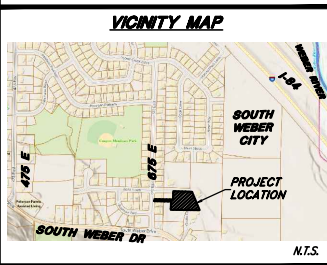 VICINITY MAP
WEBER RIVER
I-84
SOUTH
WEBER
CITY
475 E
675 E
PROJECT
LOCATION
SOUTH WEBER DR
N.T.S.